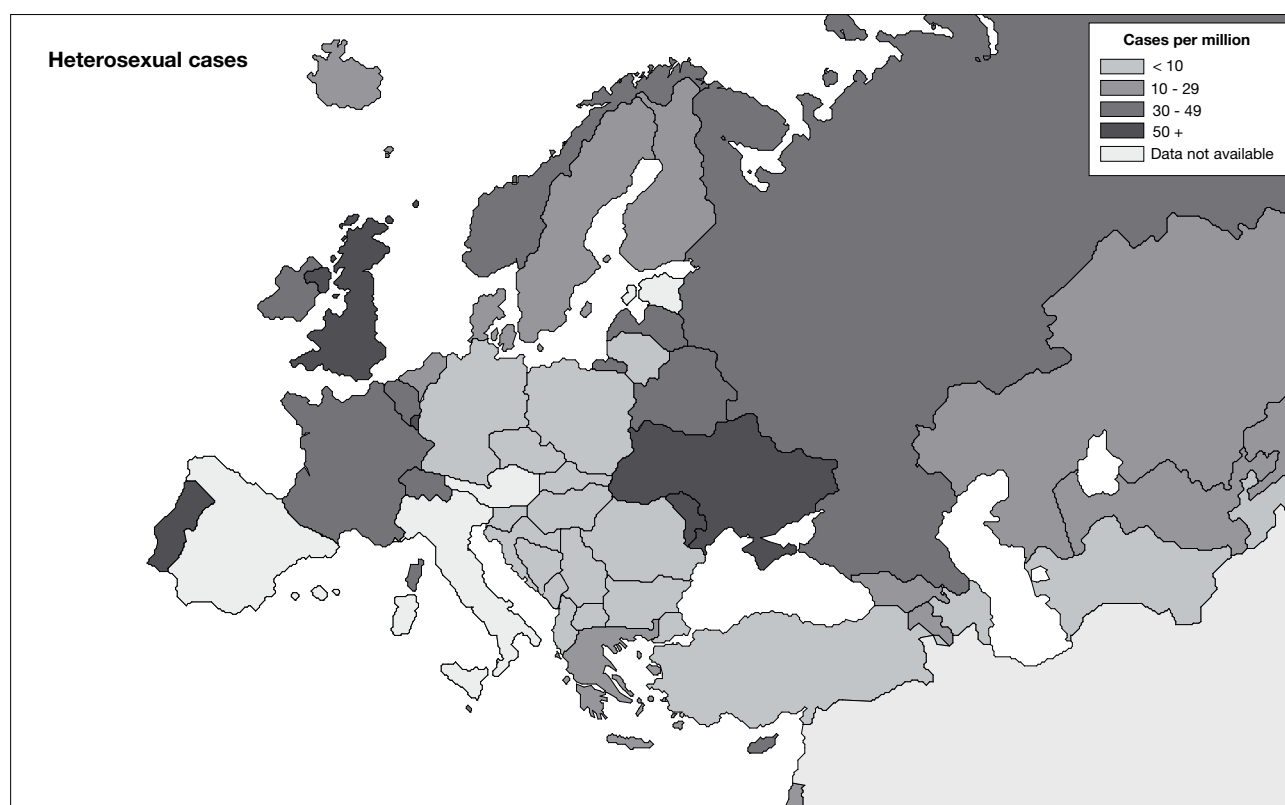 Heterosexual cases
Cases per million
< 10
10 - 29
30 - 49
50 +
Data not available